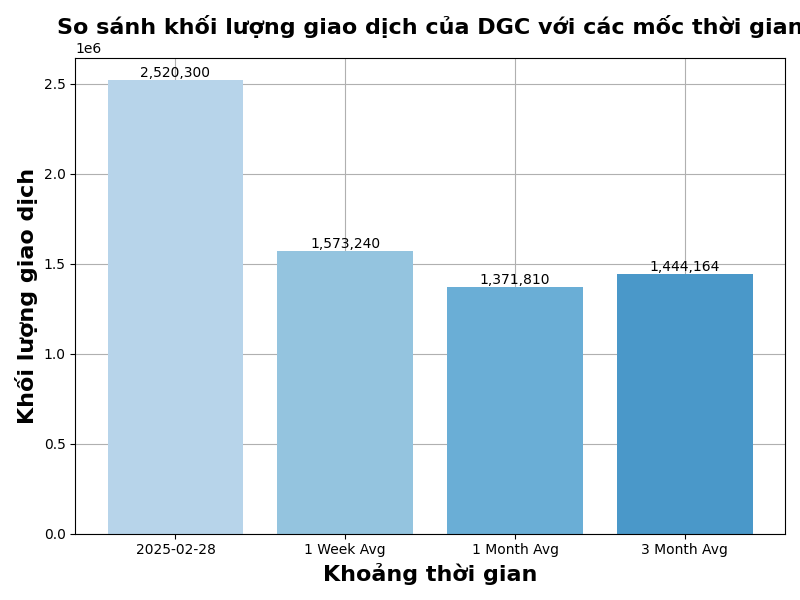 So sánh khối lượng giao dịch của DGC với các mốc thời gian
1e6
2,520,300
1,573,240
1,371,810
1,444,164
2.5
2.0
1.5
1.0
0.5
0.0
Khối lượng giao dịch
2025-02-28
1 Week Avg
1 Month Avg
3 Month Avg
Khoảng thời gian